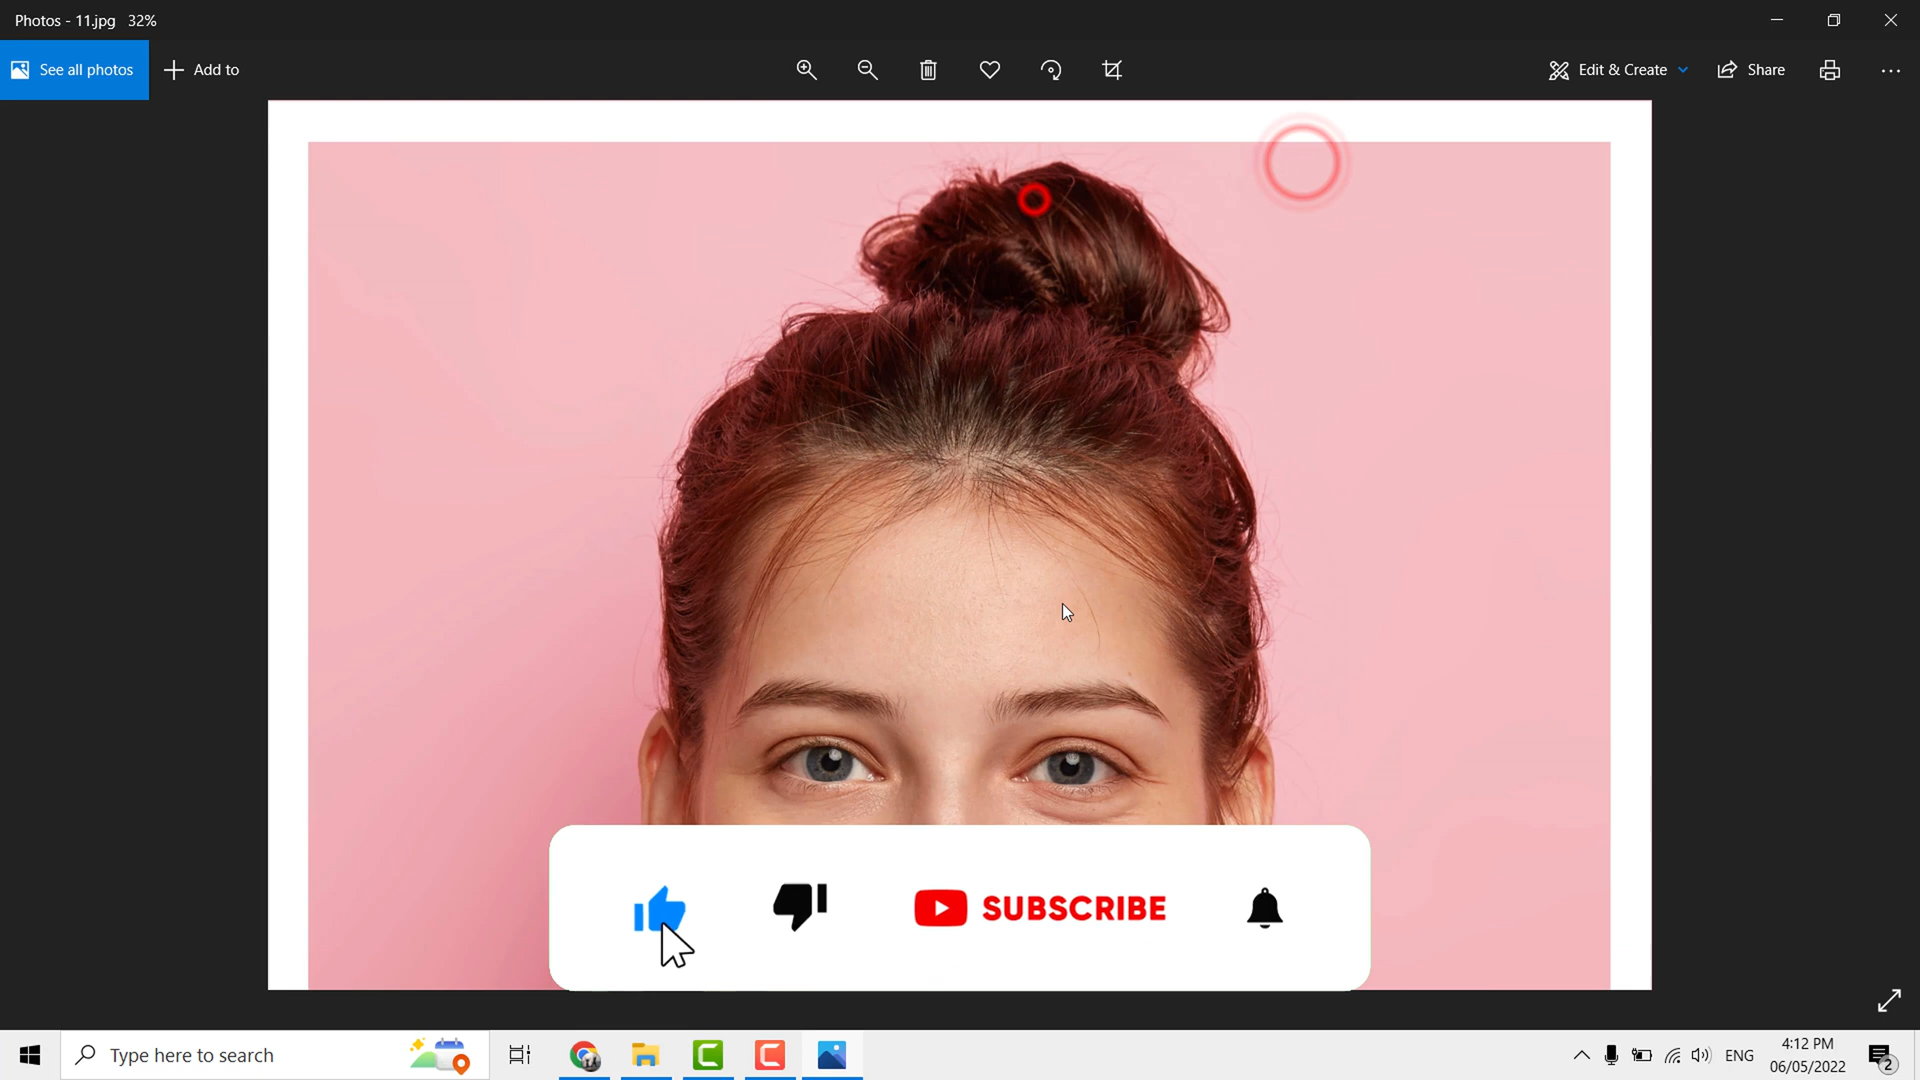 Photos - 11.jpg 32%
See all photos
Add to
Edit & Create
Share
SUBSCRIBE
Type here to search
ENG
4:12 PM
06/05/2022
2